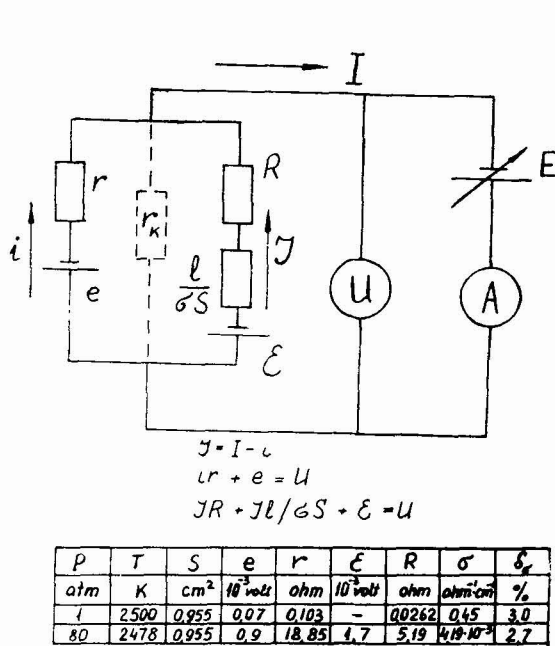 I
r
r_K
R
E
i
e
l/σS
J
U
A
ε
J = I - i
ir + e = U
JR + Jl/σS + ε = U
P T S e r ε R σ δ_σ
atm K cm² 10⁻³ volt ohm 10⁻³ volt ohm ohm⁻¹cm⁻¹ %
1 2500 0,955 0,07 0,103 - 0,0262 0,45 3,0
80 2478 0,955 0,9 18,85 1,7 5,19 4,19·10⁻³ 2,7